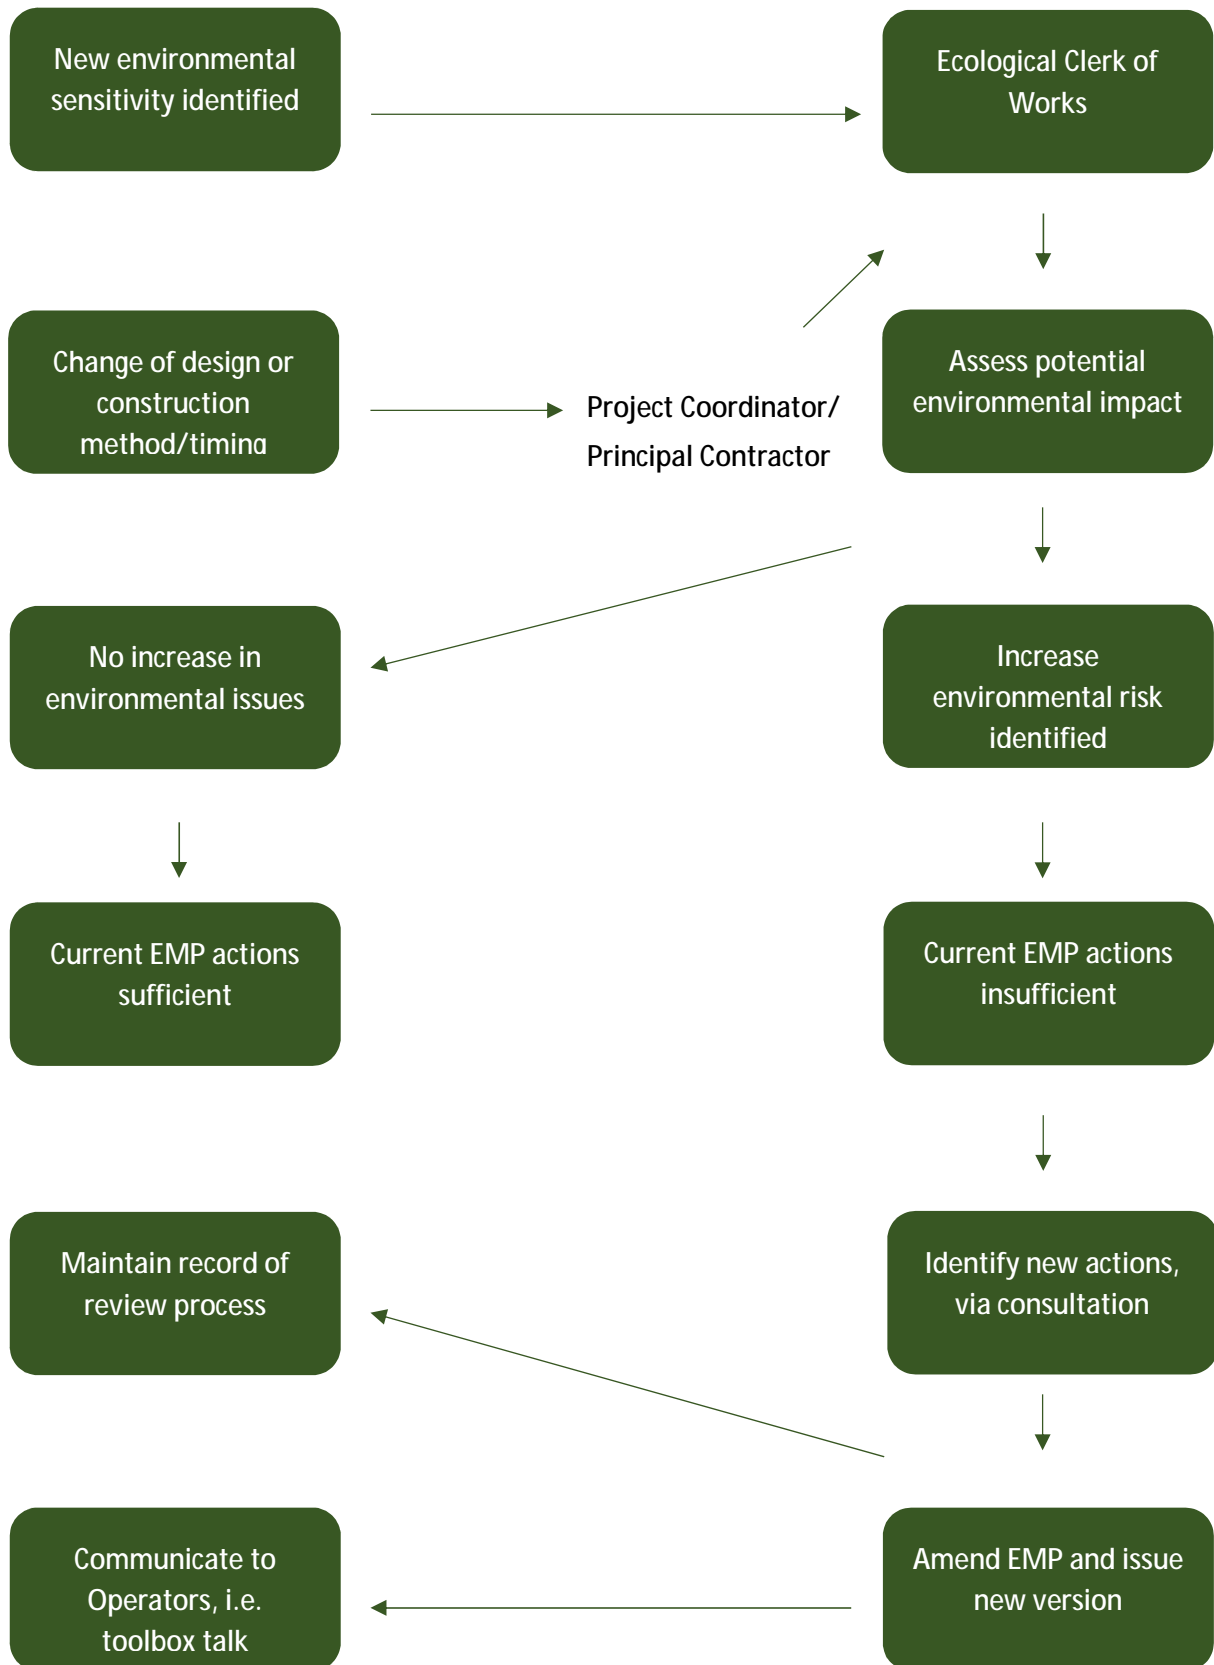 New environmental
sensitivity identified
Ecological Clerk of
Works
Change of design or
construction
method/timing
Project Coordinator/
Principal Contractor
Assess potential
environmental impact
No increase in
environmental issues
Increase
environmental risk
identified
Current EMP actions
sufficient
Current EMP actions
insufficient
Maintain record of
review process
Identify new actions,
via consultation
Communicate to
Operators, i.e.
toolbox talk
Amend EMP and issue
new version